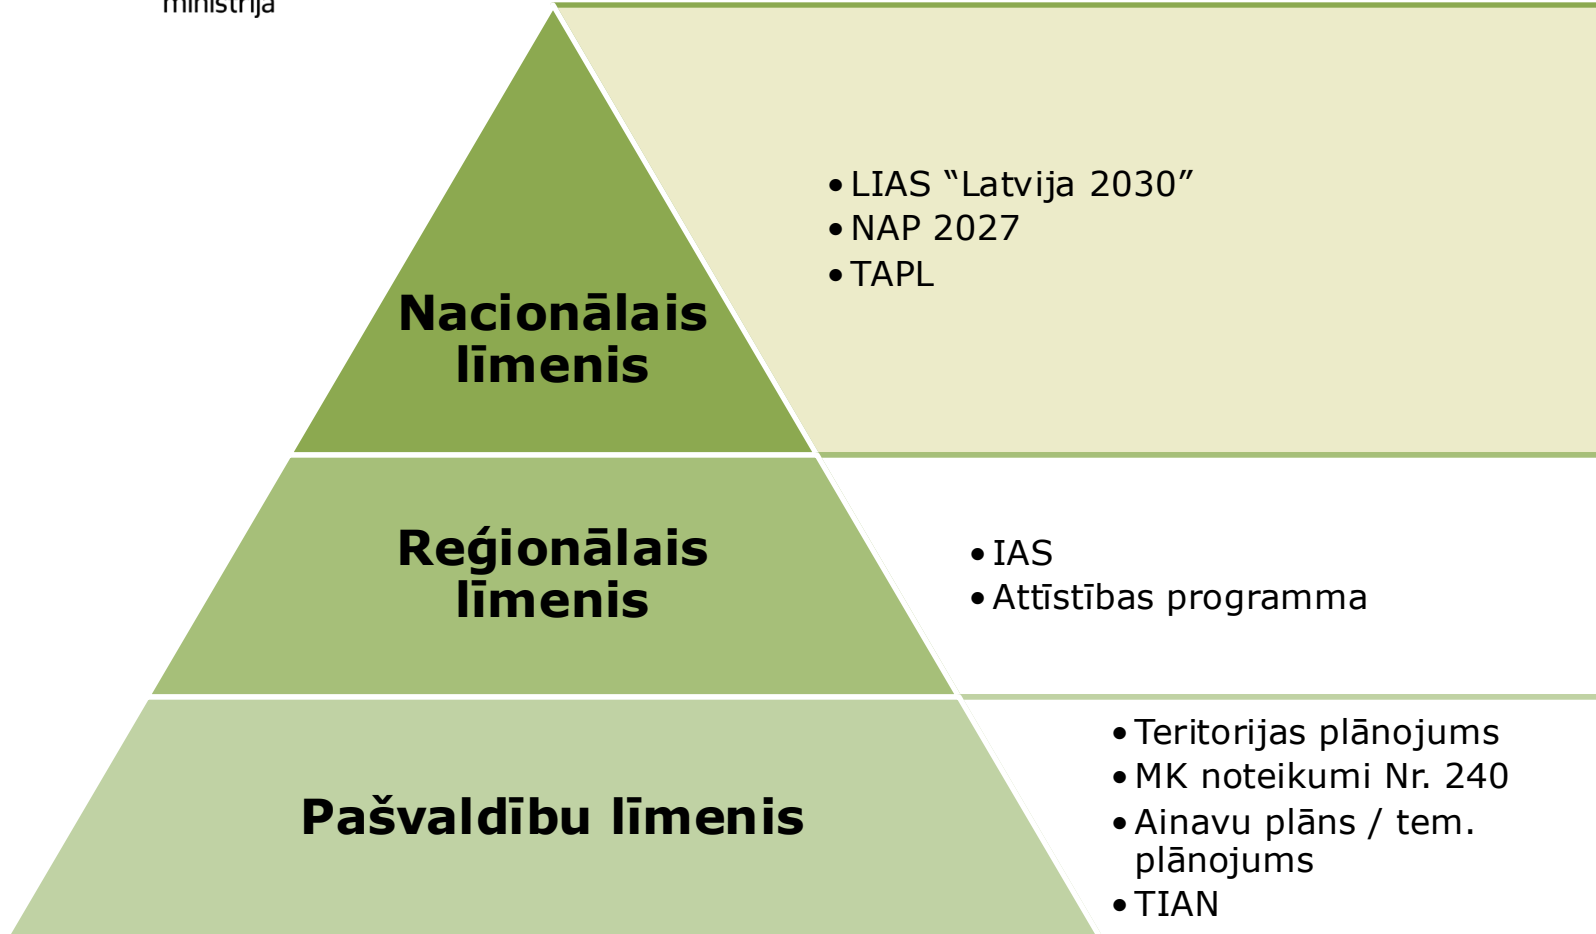 ministrija
Nacionālais
līmenis
• LIAS “Latvija 2030”
• NAP 2027
• TAPL
Reģionālais
līmenis
• IAS
• Attīstības programma
Pašvaldību līmenis
• Teritorijas plānojums
• MK noteikumi Nr. 240
• Ainavu plāns / tem.
plānojums
• TIAN